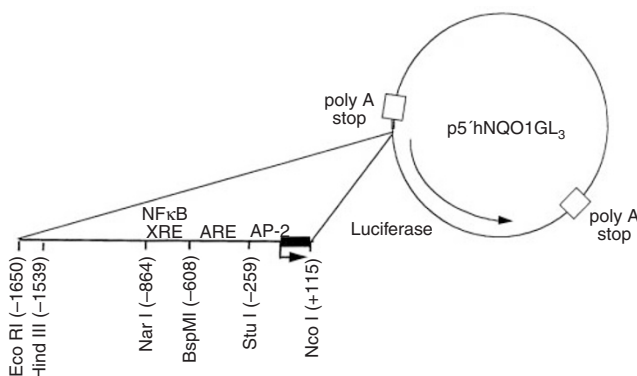 poly A
stop
p5´hNQO1GL₃
poly A
stop
Luciferase
NFκB
XRE ARE AP-2
Eco RI (−1650)
Hind III (−1539)
Nar I (−864)
BspMI (−608)
Stu I (−259)
Nco I (+115)